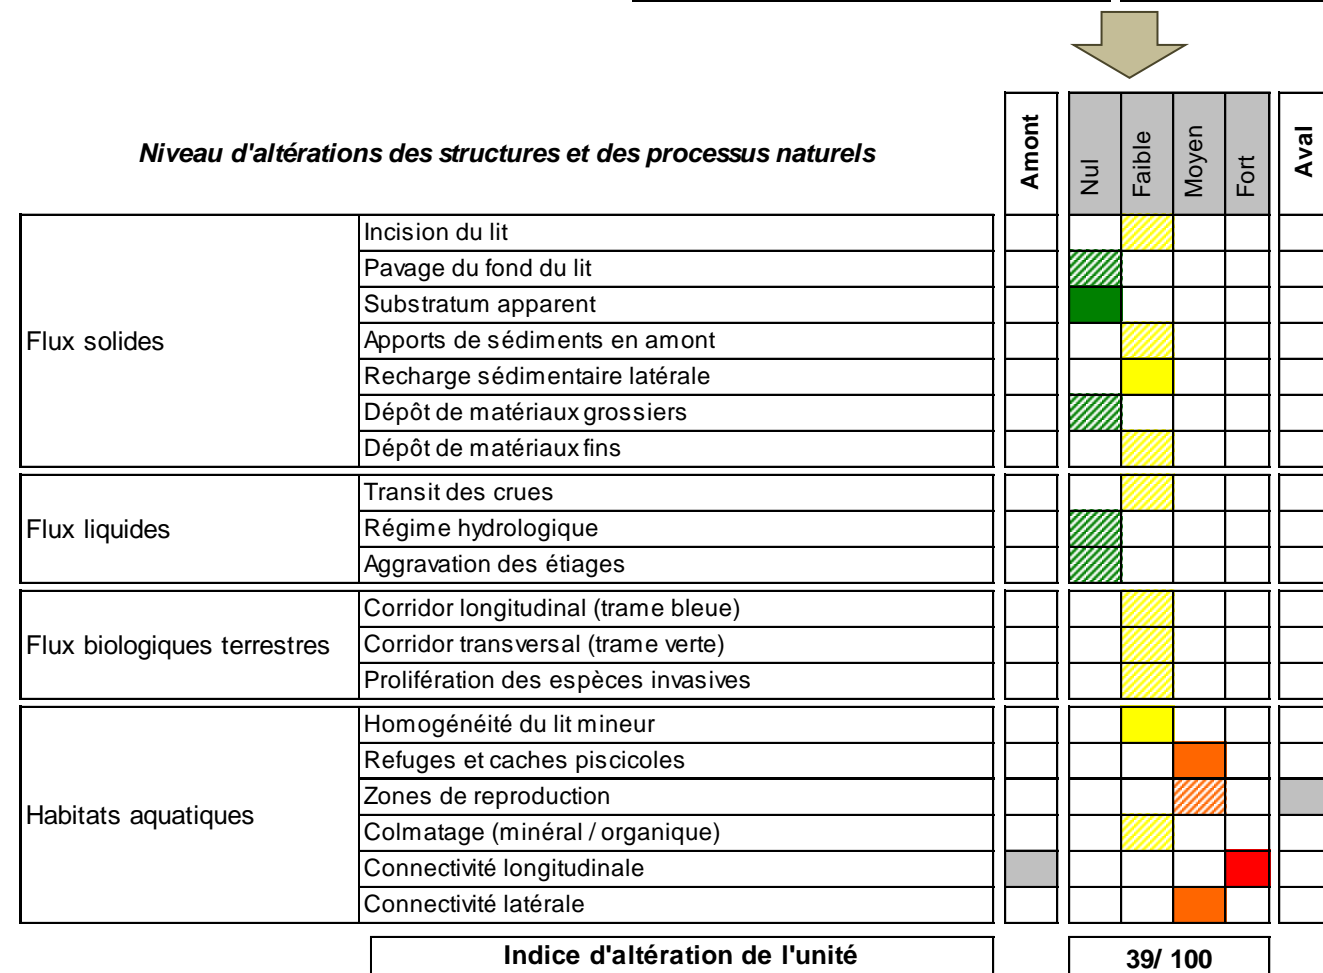 Niveau d'altérations des structures et des processus naturels
Amont
Nul
Faible
Moyen
Fort
Aval
Flux solides
Incision du lit
Pavage du fond du lit
Substratum apparent
Apports de sédiments en amont
Recharge sédimentaire latérale
Dépôt de matériaux grossiers
Dépôt de matériaux fins
Flux liquides
Transit des crues
Régime hydrologique
Aggravation des étiages
Flux biologiques terrestres
Corridor longitudinal (trame bleue)
Corridor transversal (trame verte)
Prolifération des espèces invasives
Habitats aquatiques
Homogénéité du lit mineur
Refuges et caches piscicoles
Zones de reproduction
Colmatage (minéral / organique)
Connectivité longitudinale
Connectivité latérale
Indice d'altération de l'unité
39/ 100